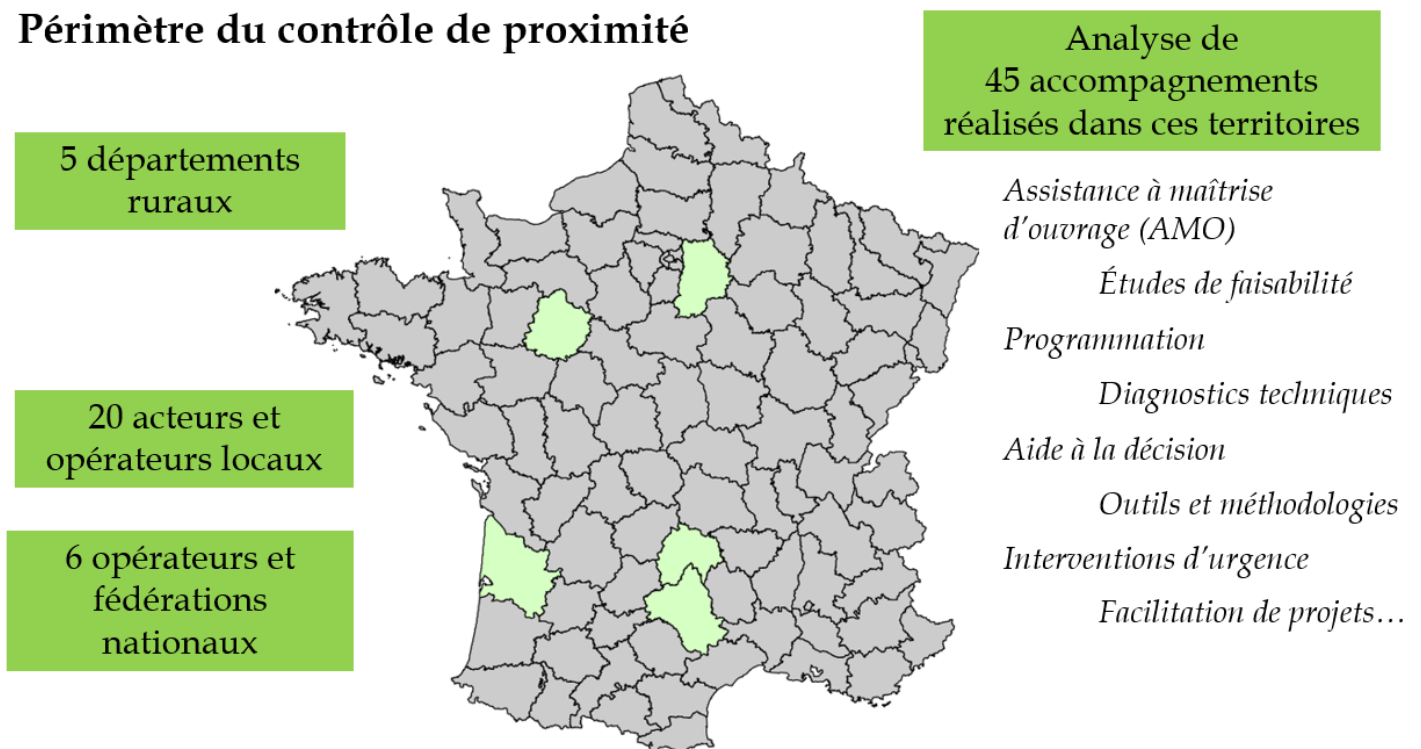 Périmètre du contrôle de proximité
5 départements
ruraux
20 acteurs et
opérateurs locaux
6 opérateurs et
fédérations
nationaux
Analyse de
45 accompagnements
réalisés dans ces territoires
Assistance à maîtrise
d'ouvrage (AMO)
Études de faisabilité
Programmation
Diagnostics techniques
Aide à la décision
Outils et méthodologies
Interventions d'urgence
Facilitation de projets…